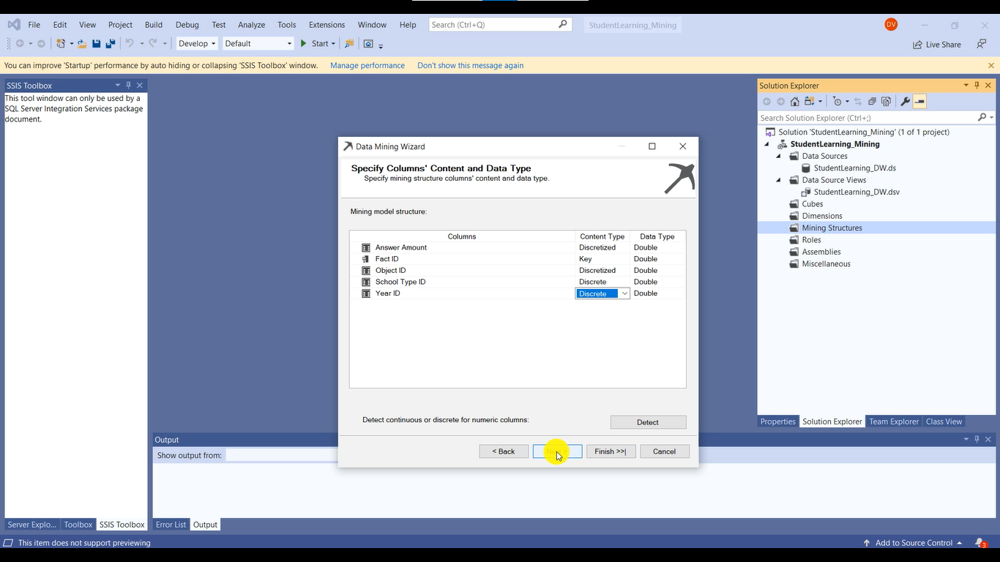 File Edit View Project Build Debug Test Analyze Tools Extensions Window Help Search (Ctrl+Q) StudentLearning_Mining DV
Develop Default Start Live Share
You can improve 'Startup' performance by auto hiding or collapsing 'SSIS Toolbox' window. Manage performance Don't show this message again
SSIS Toolbox
This tool window can only be used by a
SQL Server Integration Services package
document.
Data Mining Wizard
Specify Columns' Content and Data Type
Specify mining structure columns' content and data type.
Mining model structure:
Columns Content Type Data Type
Answer Amount Discretized Double
Fact ID Key Double
Object ID Discretized Double
School Type ID Discrete Double
Year ID Discrete Double
Detect continuous or discrete for numeric columns: Detect
< Back Finish >>| Cancel
Solution Explorer
Search Solution Explorer (Ctrl+;)
Solution 'StudentLearning_Mining' (1 of 1 project)
StudentLearning_Mining
Data Sources
StudentLearning_DW.ds
Data Source Views
StudentLearning_DW.dsv
Cubes
Dimensions
Mining Structures
Roles
Assemblies
Miscellaneous
Properties Solution Explorer Team Explorer Class View
Output
Show output from:
Server Explo... Toolbox SSIS Toolbox Error List Output
This item does not support previewing Add to Source Control 3